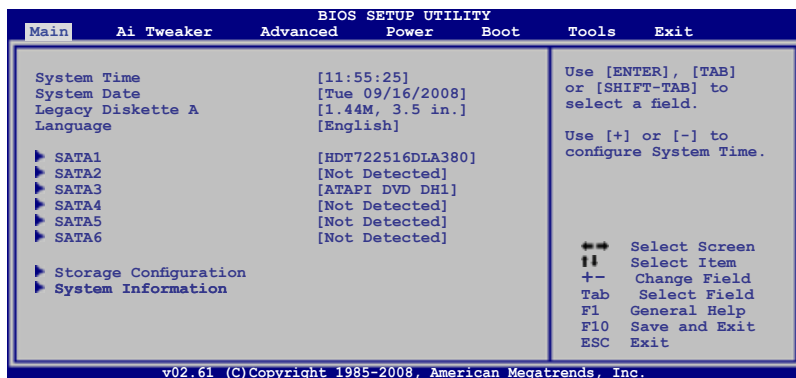 BIOS SETUP UTILITY
Main Ai Tweaker Advanced Power Boot Tools Exit
System Time [11:55:25]
System Date [Tue 09/16/2008]
Legacy Diskette A [1.44M, 3.5 in.]
Language [English]
SATA1 [HDT722516DLA380]
SATA2 [Not Detected]
SATA3 [ATAPI DVD DH1]
SATA4 [Not Detected]
SATA5 [Not Detected]
SATA6 [Not Detected]
Storage Configuration
System Information
Use [ENTER], [TAB]
or [SHIFT-TAB] to
select a field.
Use [+] or [-] to
configure System Time.
Select Screen
Select Item
+- Change Field
Tab Select Field
F1 General Help
F10 Save and Exit
ESC Exit
v02.61 (C)Copyright 1985-2008, American Megatrends, Inc.